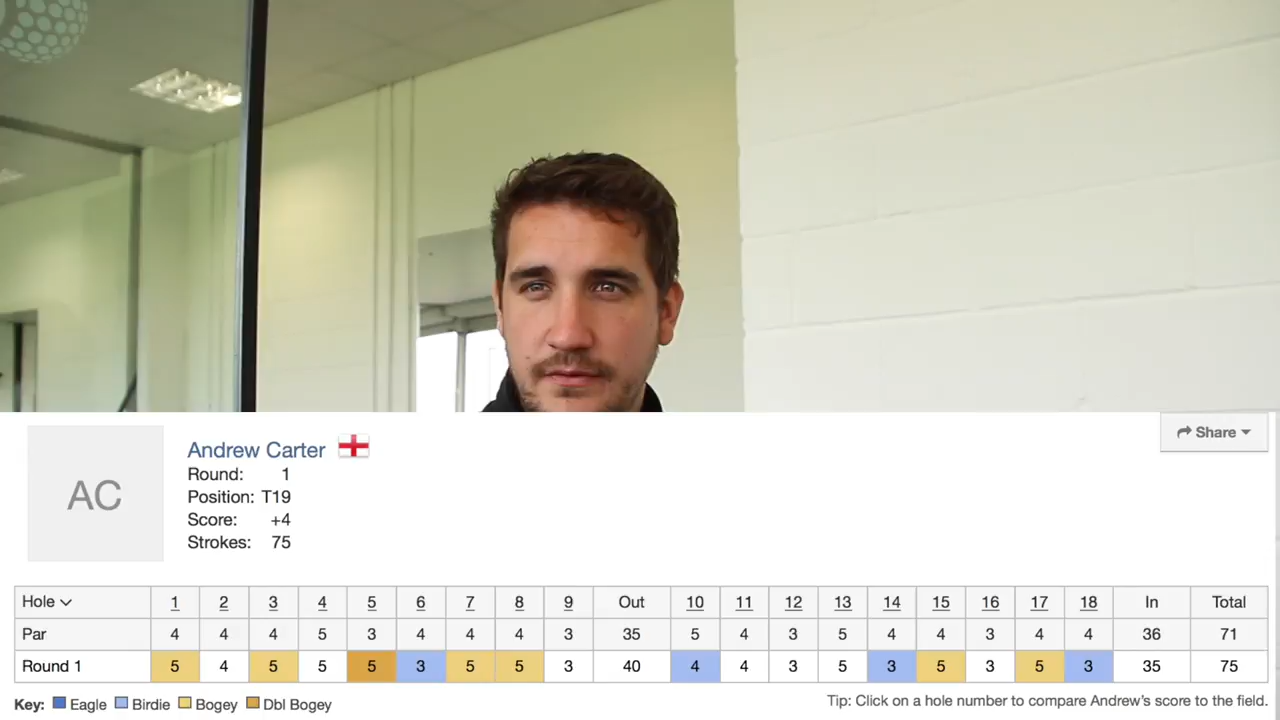 Share
AC
Andrew Carter
Round: 1
Position: T19
Score: +4
Strokes: 75
Hole 1 2 3 4 5 6 7 8 9 Out 10 11 12 13 14 15 16 17 18 In Total
Par 4 4 4 5 3 4 4 4 3 35 5 4 3 5 4 4 3 4 4 36 71
Round 1 5 4 5 5 5 3 5 5 3 40 4 4 3 5 3 5 3 5 3 35 75
Key: Eagle Birdie Bogey Dbl Bogey
Tip: Click on a hole number to compare Andrew's score to the field.